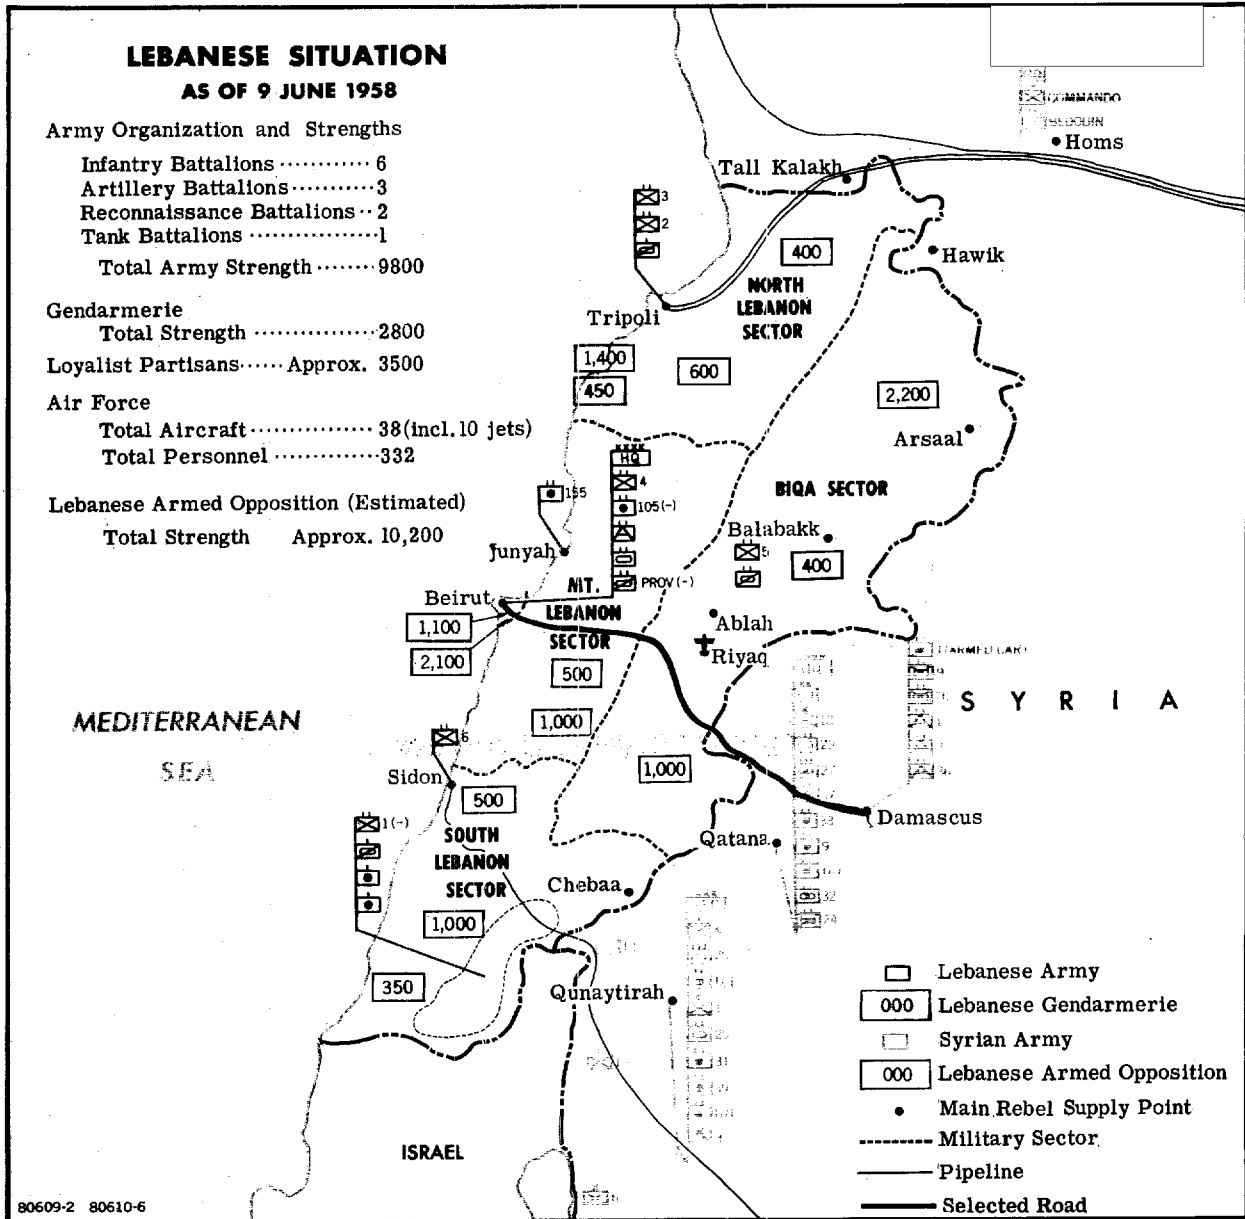 LEBANESE SITUATION
AS OF 9 JUNE 1958
Army Organization and Strengths
Infantry Battalions ············ 6
Artillery Battalions ··········· 3
Reconnaissance Battalions ·· 2
Tank Battalions ················ 1
Total Army Strength ········ 9800
Gendarmerie
Total Strength ················ 2800
Loyalist Partisans ······ Approx. 3500
Air Force
Total Aircraft ················ 38(incl.10 jets)
Total Personnel ·············332
Lebanese Armed Opposition (Estimated)
Total Strength Approx. 10,200
COMMANDO
BEDOUIN
Homs
Tall Kalakh
3
2
400
Hawik
NORTH
LEBANON
SECTOR
Tripoli
1,400
600
450
2,200
Arsaal
HQ
4
155
105(-)
BIQA SECTOR
Balabakk
5
Junyah
400
PROV(-)
MT.
LEBANON
SECTOR
Beirut
1,100
2,100
Ablah
Riyaq
500
SYRIA
MEDITERRANEAN
SEA
1,000
6
Sidon
1,000
500
Damascus
1(-)
SOUTH
LEBANON
SECTOR
Qatana
9
32
24
Chebaa
1,000
350
Qunaytirah
31
ISRAEL
Lebanese Army
000 Lebanese Gendarmerie
Syrian Army
000 Lebanese Armed Opposition
Main Rebel Supply Point
Military Sector
Pipeline
Selected Road
80609-2 80610-6